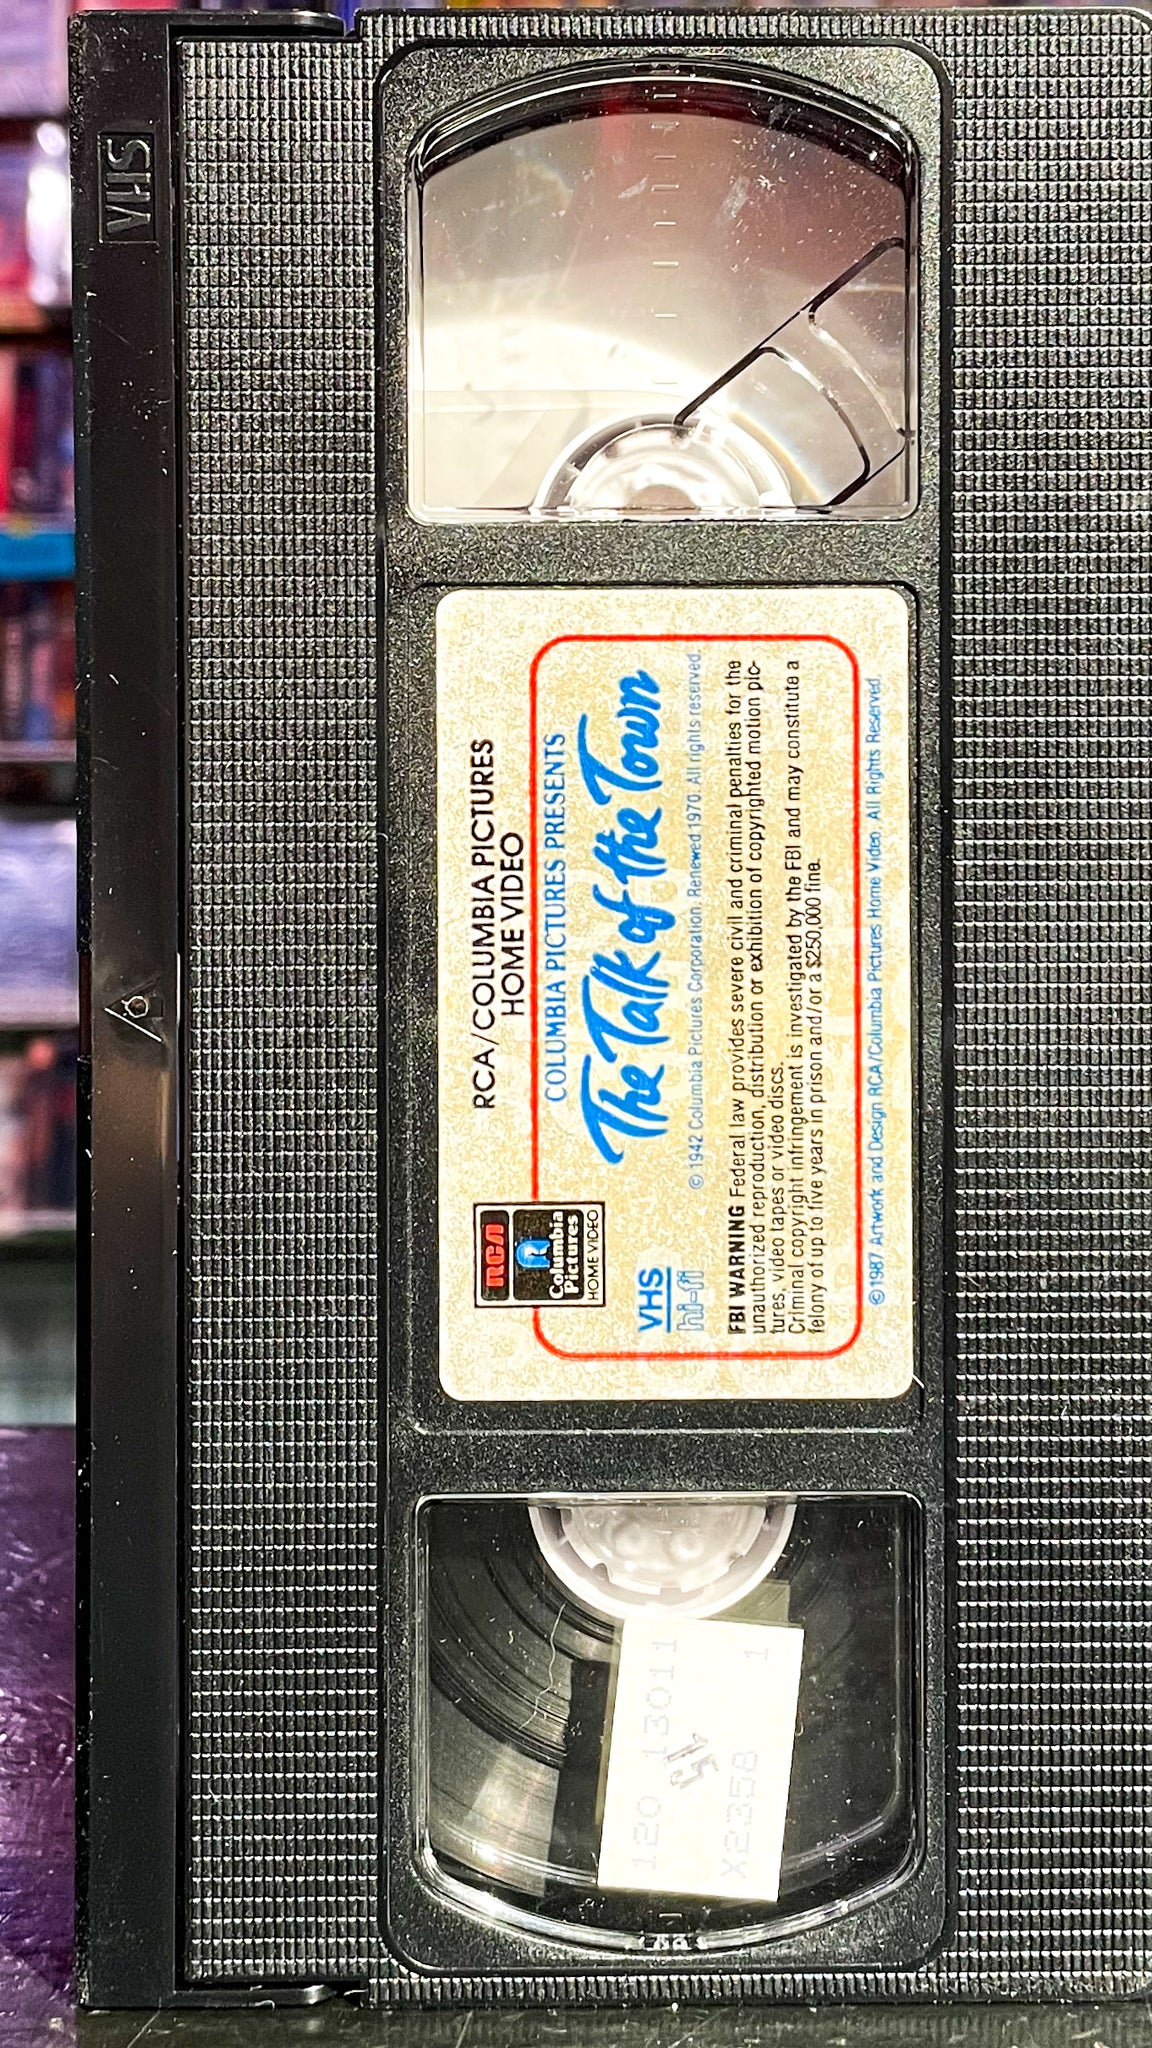 VHS
RCA/COLUMBIA PICTURES
HOME VIDEO
RCA
Columbia
Pictures
HOME VIDEO
COLUMBIA PICTURES PRESENTS
The Talk of the Town
VHS
hi-fi
©1942 Columbia Pictures Corporation. Renewed 1970. All rights reserved.
FBI WARNING Federal law provides severe civil and criminal penalties for the
unauthorized reproduction, distribution or exhibition of copyrighted motion pic-
tures, video tapes or video discs.
Criminal copyright infringement is investigated by the FBI and may constitute a
felony of up to five years in prison and/or a $250,000 fine.
©1987 Artwork and Design RCA/Columbia Pictures Home Video. All Rights Reserved
120 13011
15
X2358 1